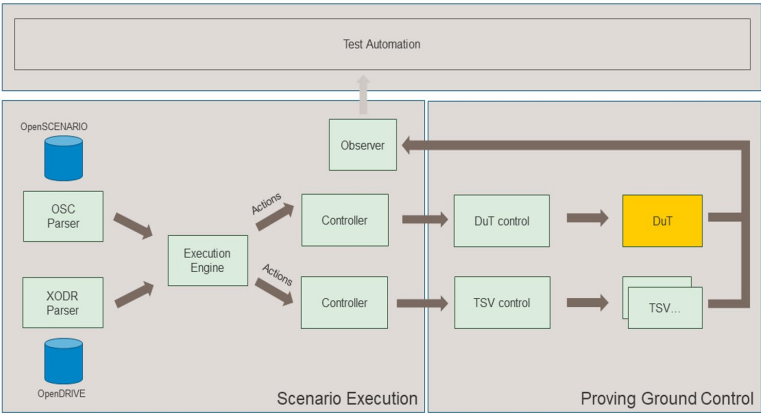 Test Automation
OpenSCENARIO
OSC
Parser
XODR
Parser
OpenDRIVE
Execution
Engine
Actions
Actions
Observer
Controller
Controller
Scenario Execution
DuT control
DuT
TSV control
TSV...
Proving Ground Control